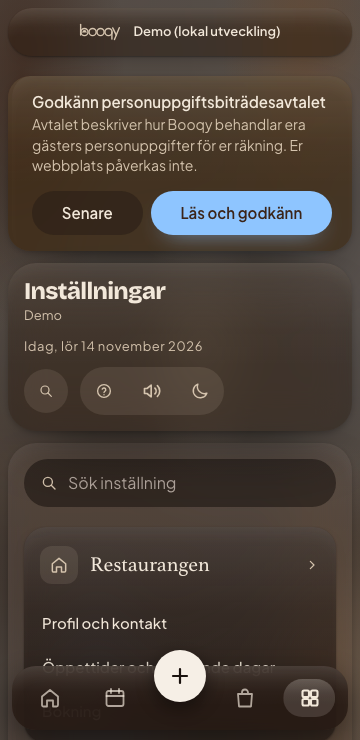 booqy Demo (lokal utveckling)
Godkänn personuppgiftsbiträdesavtalet
Avtalet beskriver hur Booqy behandlar era
gästers personuppgifter för er räkning. Er
webbplats påverkas inte.
Senare Läs och godkänn
Inställningar
Demo
Idag, lör 14 november 2026
Sök inställning
Restaurangen
Profil och kontakt
Öppettider och dagar
Bokning